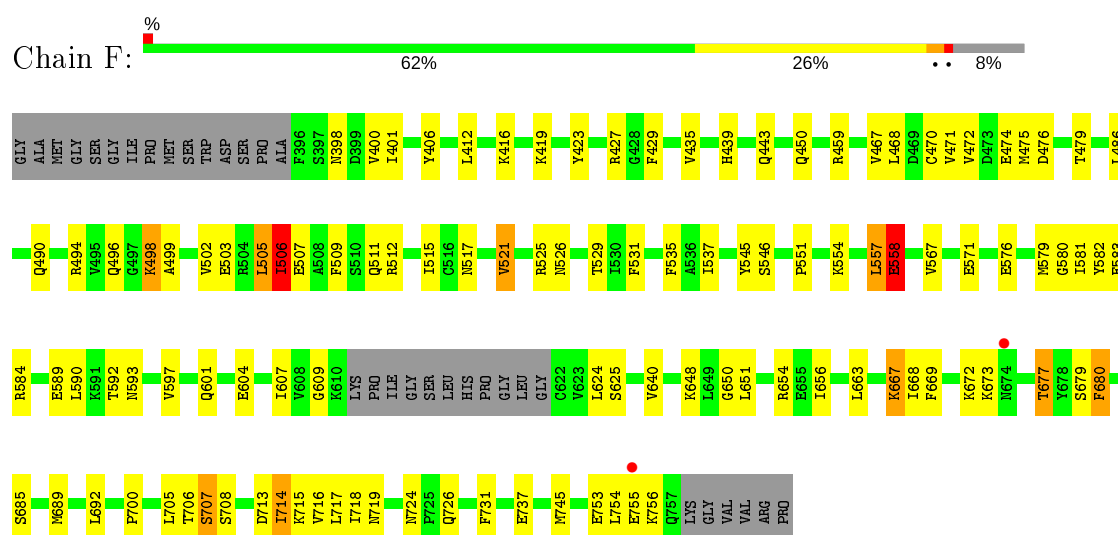 %
Chain F:
62% 26% • • 8%
GLY ALA MET GLY SER GLY ILE PRO MET SER TRP ASP SER PRO ALA F396 S397 N398 D399 V400 I401 Y406 L412 K416 K419 Y423 R427 G428 F429 V435 H439 Q443 Q450 R459 V467 L468 D469 C470 V471 V472 D473 E474 M475 D476 T479 L486
Q490 R494 V495 Q496 G497 K498 A499 V502 E503 R504 L505 I506 E507 A508 F509 S510 Q511 R512 I515 C516 N517 V521 R525 N526 T529 I530 F531 F535 A536 I537 Y545 S546 P551 K554 L557 E558 V567 E571 E576 M579 G580 I581 Y582
R584 E589 L590 K591 T592 N593 V597 Q601 E604 I607 V608 G609 K610 LYS PRO ILE GLY SER LEU HIS PRO GLY LEU GLY C622 V623 L624 S625 V640 K648 L649 G650 L651 R654 E655 I656 L663 K667 I668 F669 K672 K673 N674 T677 Y678 S679 F680
S685 M689 L692 P700 L705 T706 S707 S708 D713 I714 K715 V716 L717 I718 N719 N724 P725 Q726 F731 E737 M745 E753 L754 E755 K756 Q757 LYS GLY VAL VAL ARG PRO